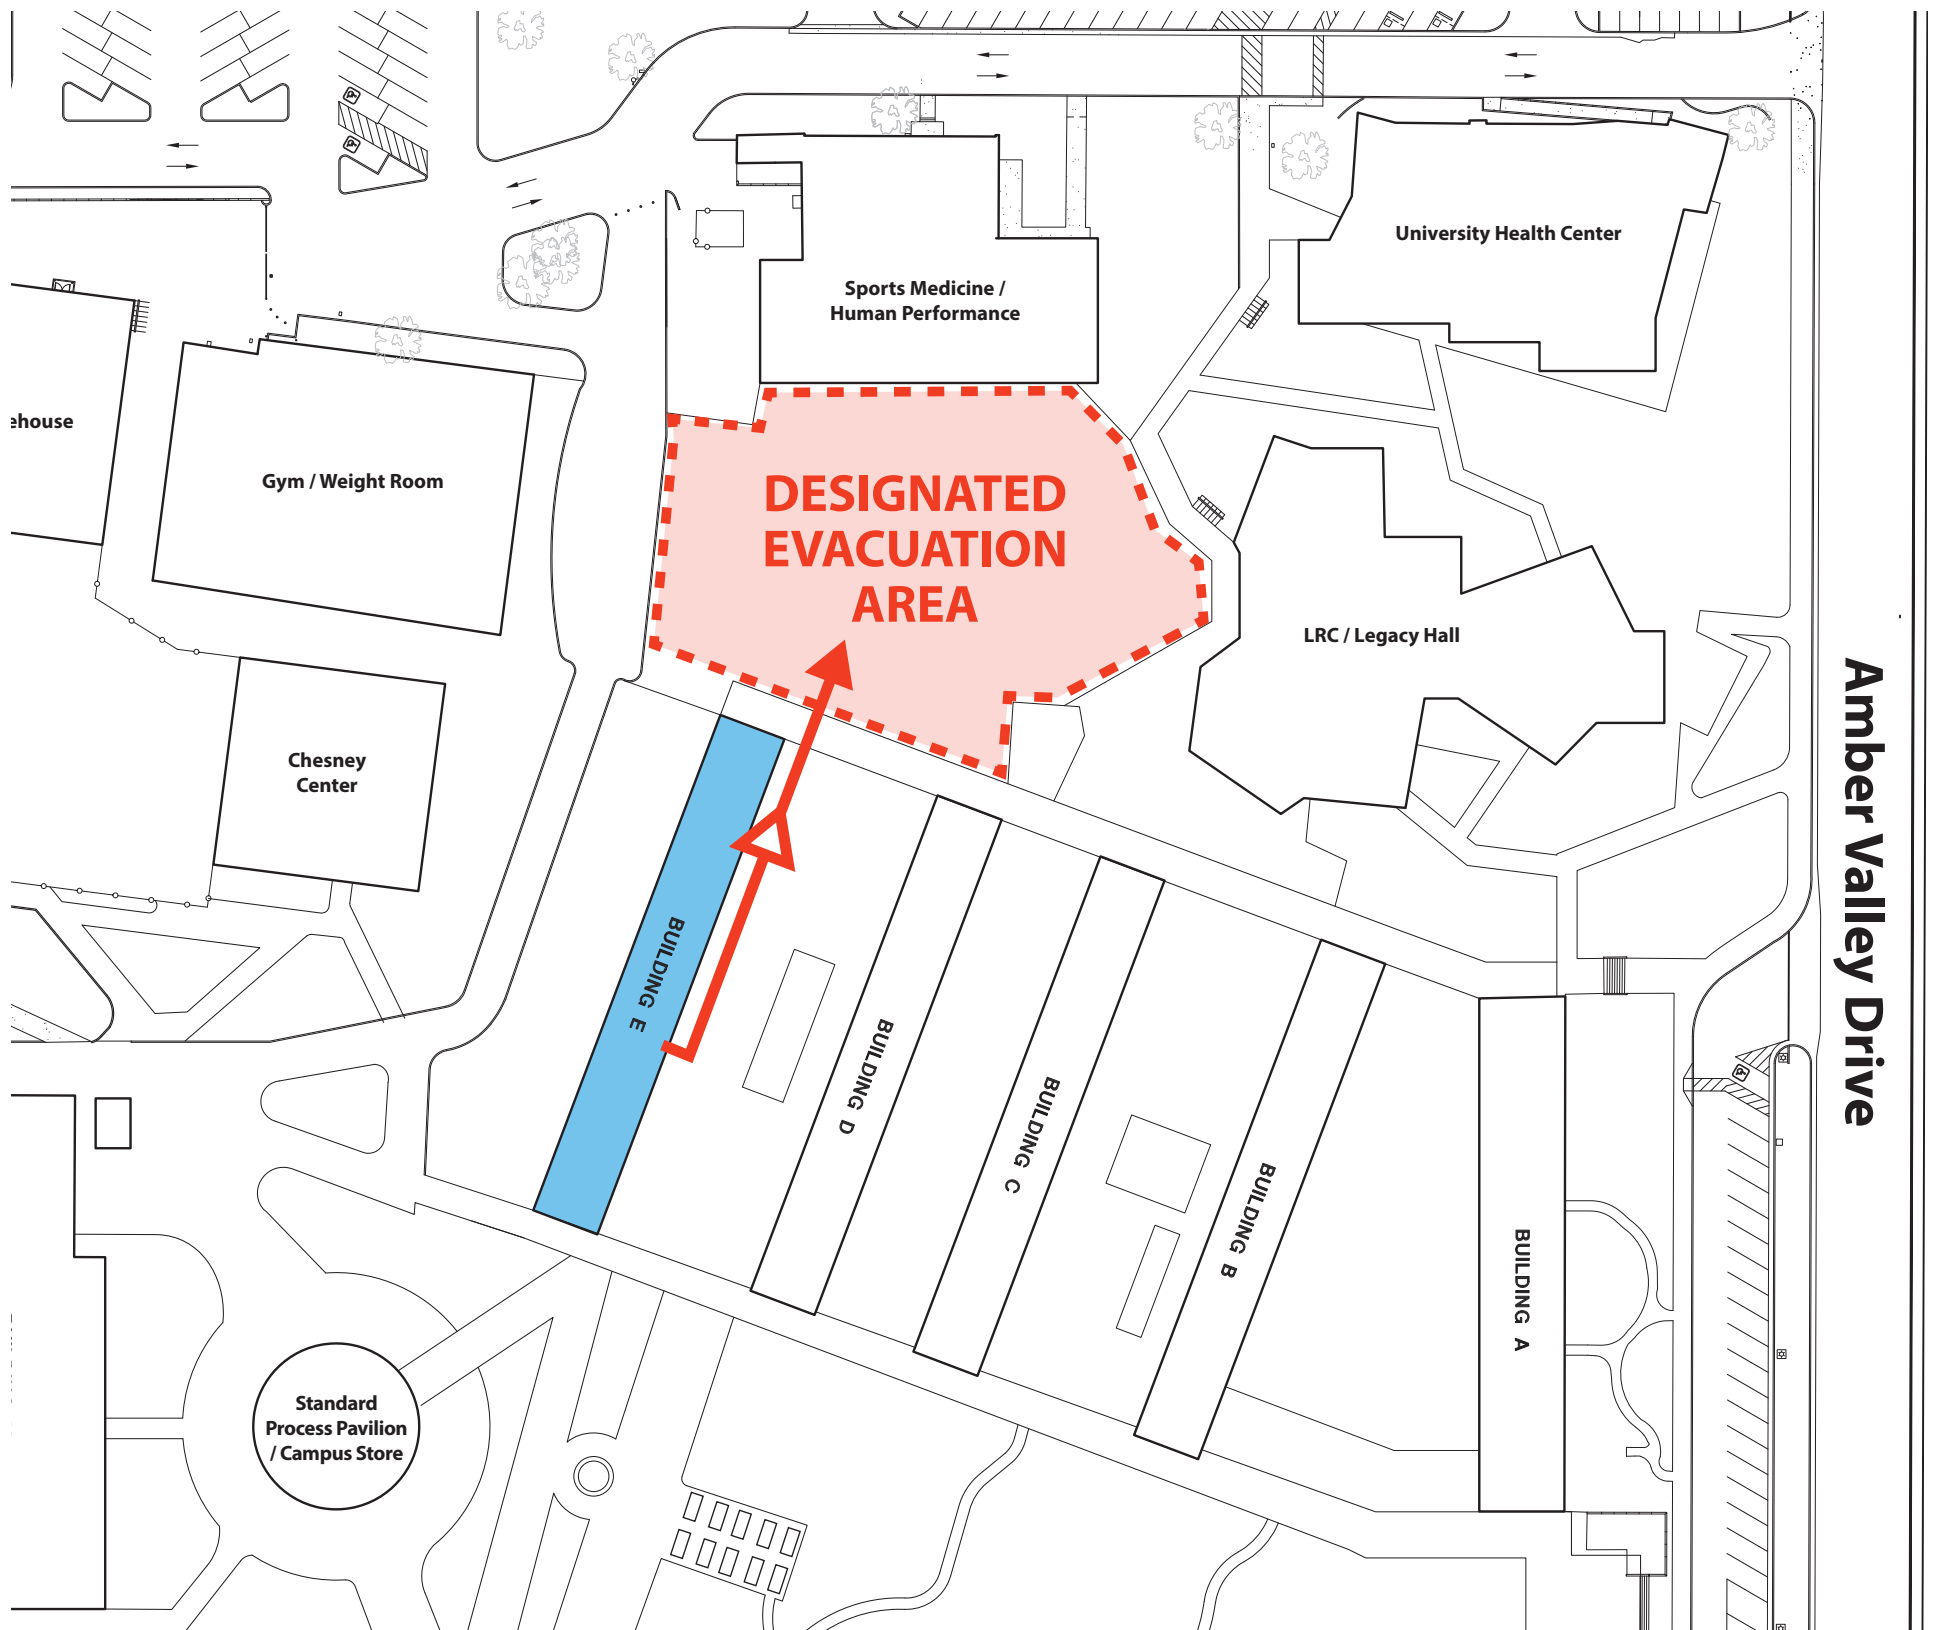 University Health Center
Sports Medicine /
Human Performance
ehouse
Gym / Weight Room
DESIGNATED
EVACUATION
AREA
LRC / Legacy Hall
Amber Valley Drive
Chesney
Center
BUILDING E
BUILDING D
BUILDING C
BUILDING B
BUILDING A
Standard
Process Pavilion
/ Campus Store